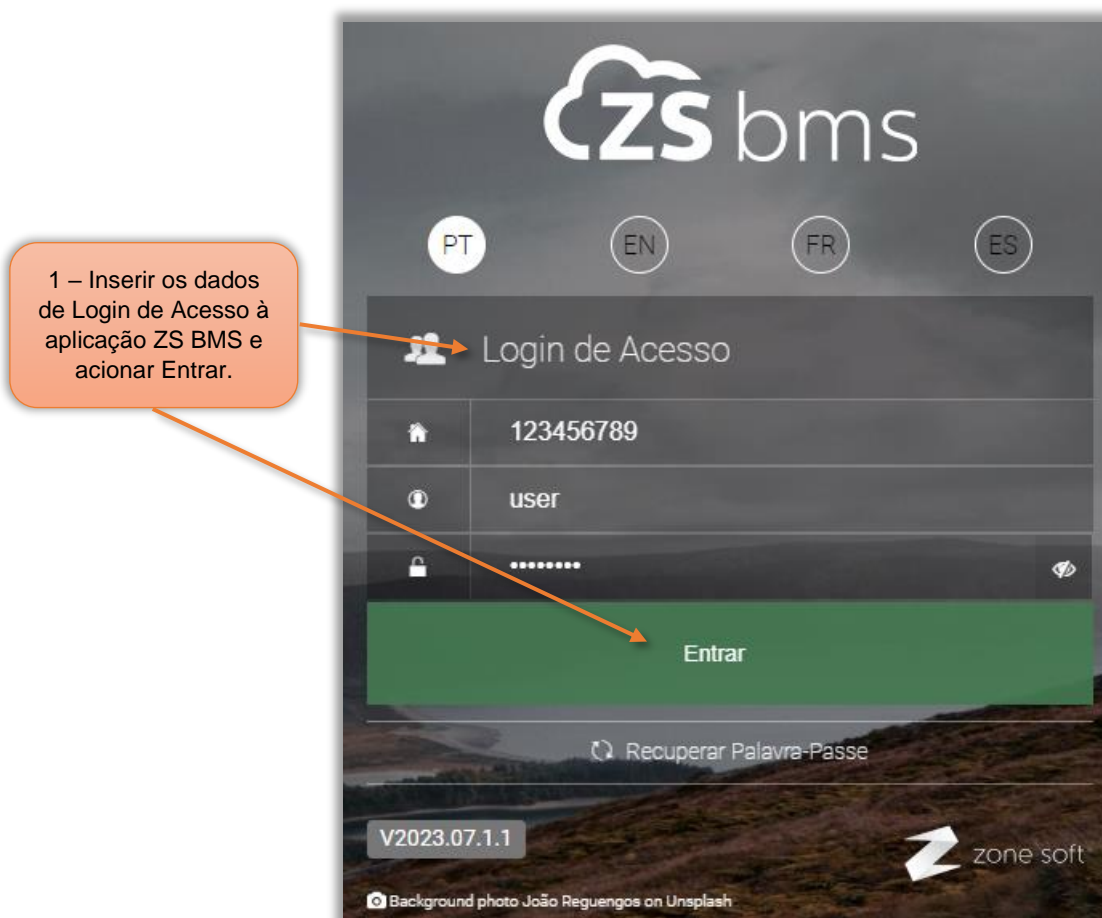 ZS bms
PT
EN
FR
ES
1 – Inserir os dados
de Login de Acesso à
aplicação ZS BMS e
acionar Entrar.
Login de Acesso
123456789
user
••••••••
Entrar
Recuperar Palavra-Passe
V2023.07.1.1
zone soft
Background photo João Reguengos on Unsplash